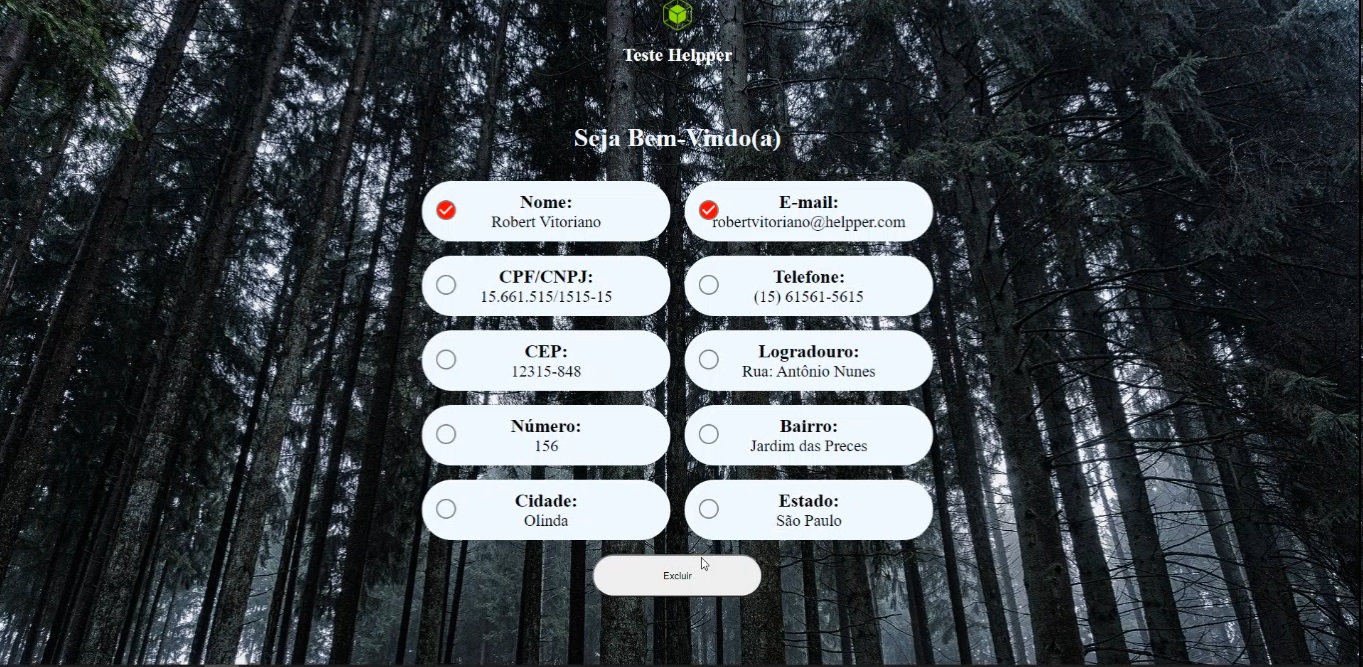 Teste Helpper
Seja Bem-Vindo(a)
Nome:
Robert Vitoriano
E-mail:
robertvitoriano@helpper.com
CPF/CNPJ:
15.661.515/1515-15
Telefone:
(15) 61561-5615
CEP:
12315-848
Logradouro:
Rua: Antônio Nunes
Número:
156
Bairro:
Jardim das Preces
Cidade:
Olinda
Estado:
São Paulo
Excluir